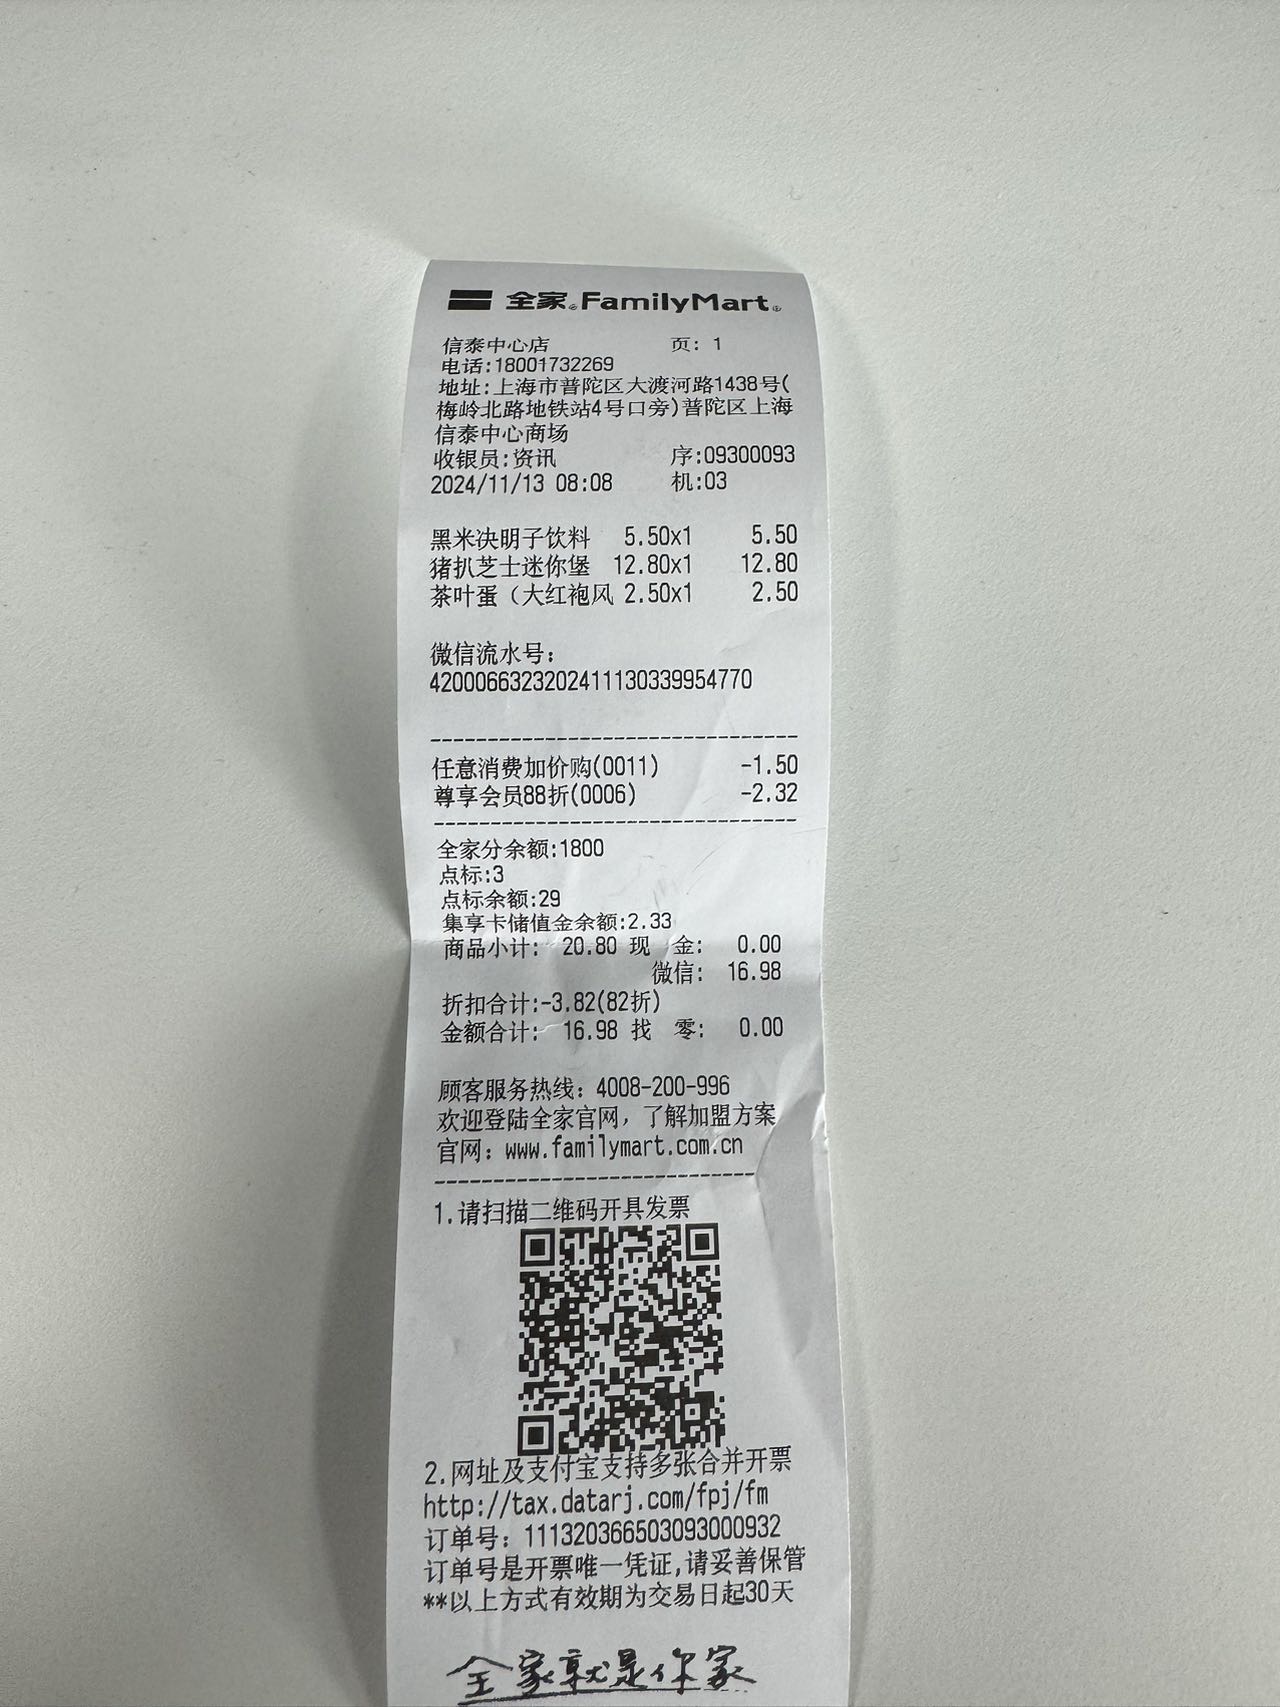 全家®FamilyMart®
信泰中心店 页: 1
电话:18001732269
地址:上海市普陀区大渡河路1438号(
梅岭北路地铁站4号口旁)普陀区上海
信泰中心商场
收银员:资讯 序:09300093
2024/11/13 08:08 机:03
黑米决明子饮料 5.50x1 5.50
猪扒芝士迷你堡 12.80x1 12.80
茶叶蛋（大红袍风 2.50x1 2.50
微信流水号:
4200066323202411130339954770
任意消费加价购(0011) -1.50
尊享会员88折(0006) -2.32
全家分余额:1800
点标:3
点标余额:29
集享卡储值金余额:2.33
商品小计: 20.80 现 金: 0.00
微信: 16.98
折扣合计:-3.82(82折)
金额合计: 16.98 找 零: 0.00
顾客服务热线: 4008-200-996
欢迎登陆全家官网，了解加盟方案
官网: www.familymart.com.cn
1.请扫描二维码开具发票
2.网址及支付宝支持多张合并开票
http://tax.datarj.com/fpj/fm
订单号: 1113203665030930009​32
订单号是开票唯一凭证,请妥善保管
**以上方式有效期为交易日起30天
全家就是你家